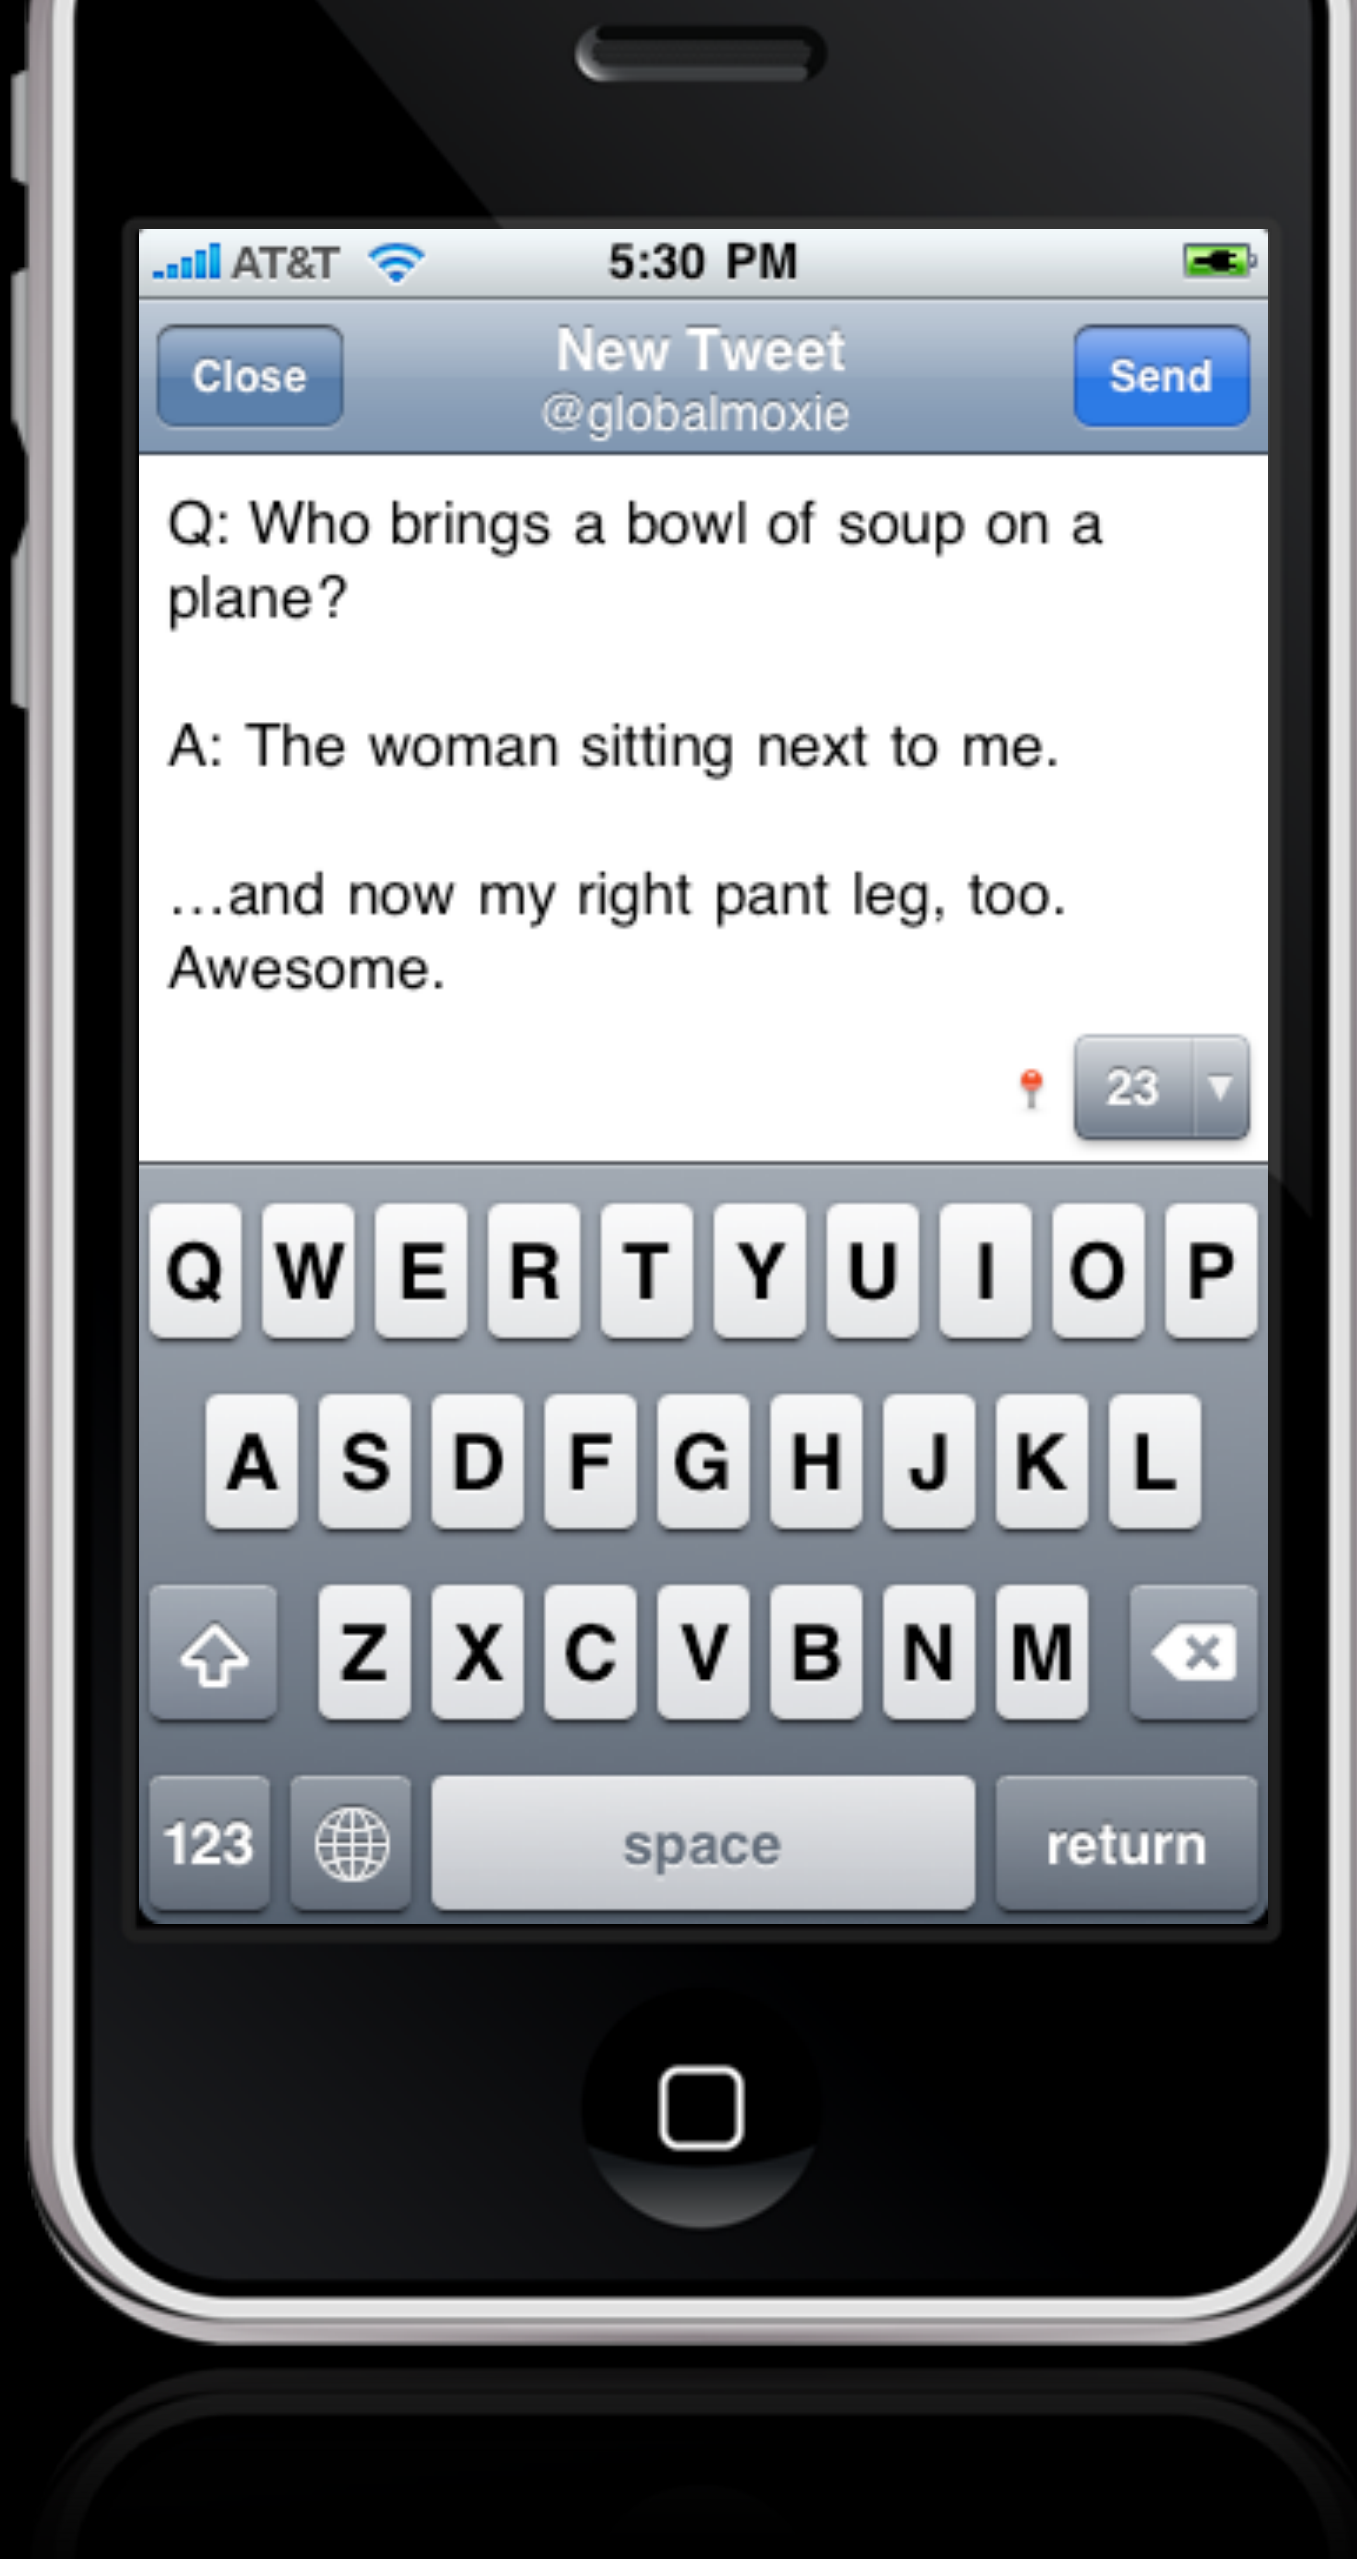 AT&T 5:30 PM
Close New Tweet Send
@globalmoxie
Q: Who brings a bowl of soup on a
plane?
A: The woman sitting next to me.
…and now my right pant leg, too.
Awesome.
23
Q W E R T Y U I O P
A S D F G H J K L
Z X C V B N M
123 space return